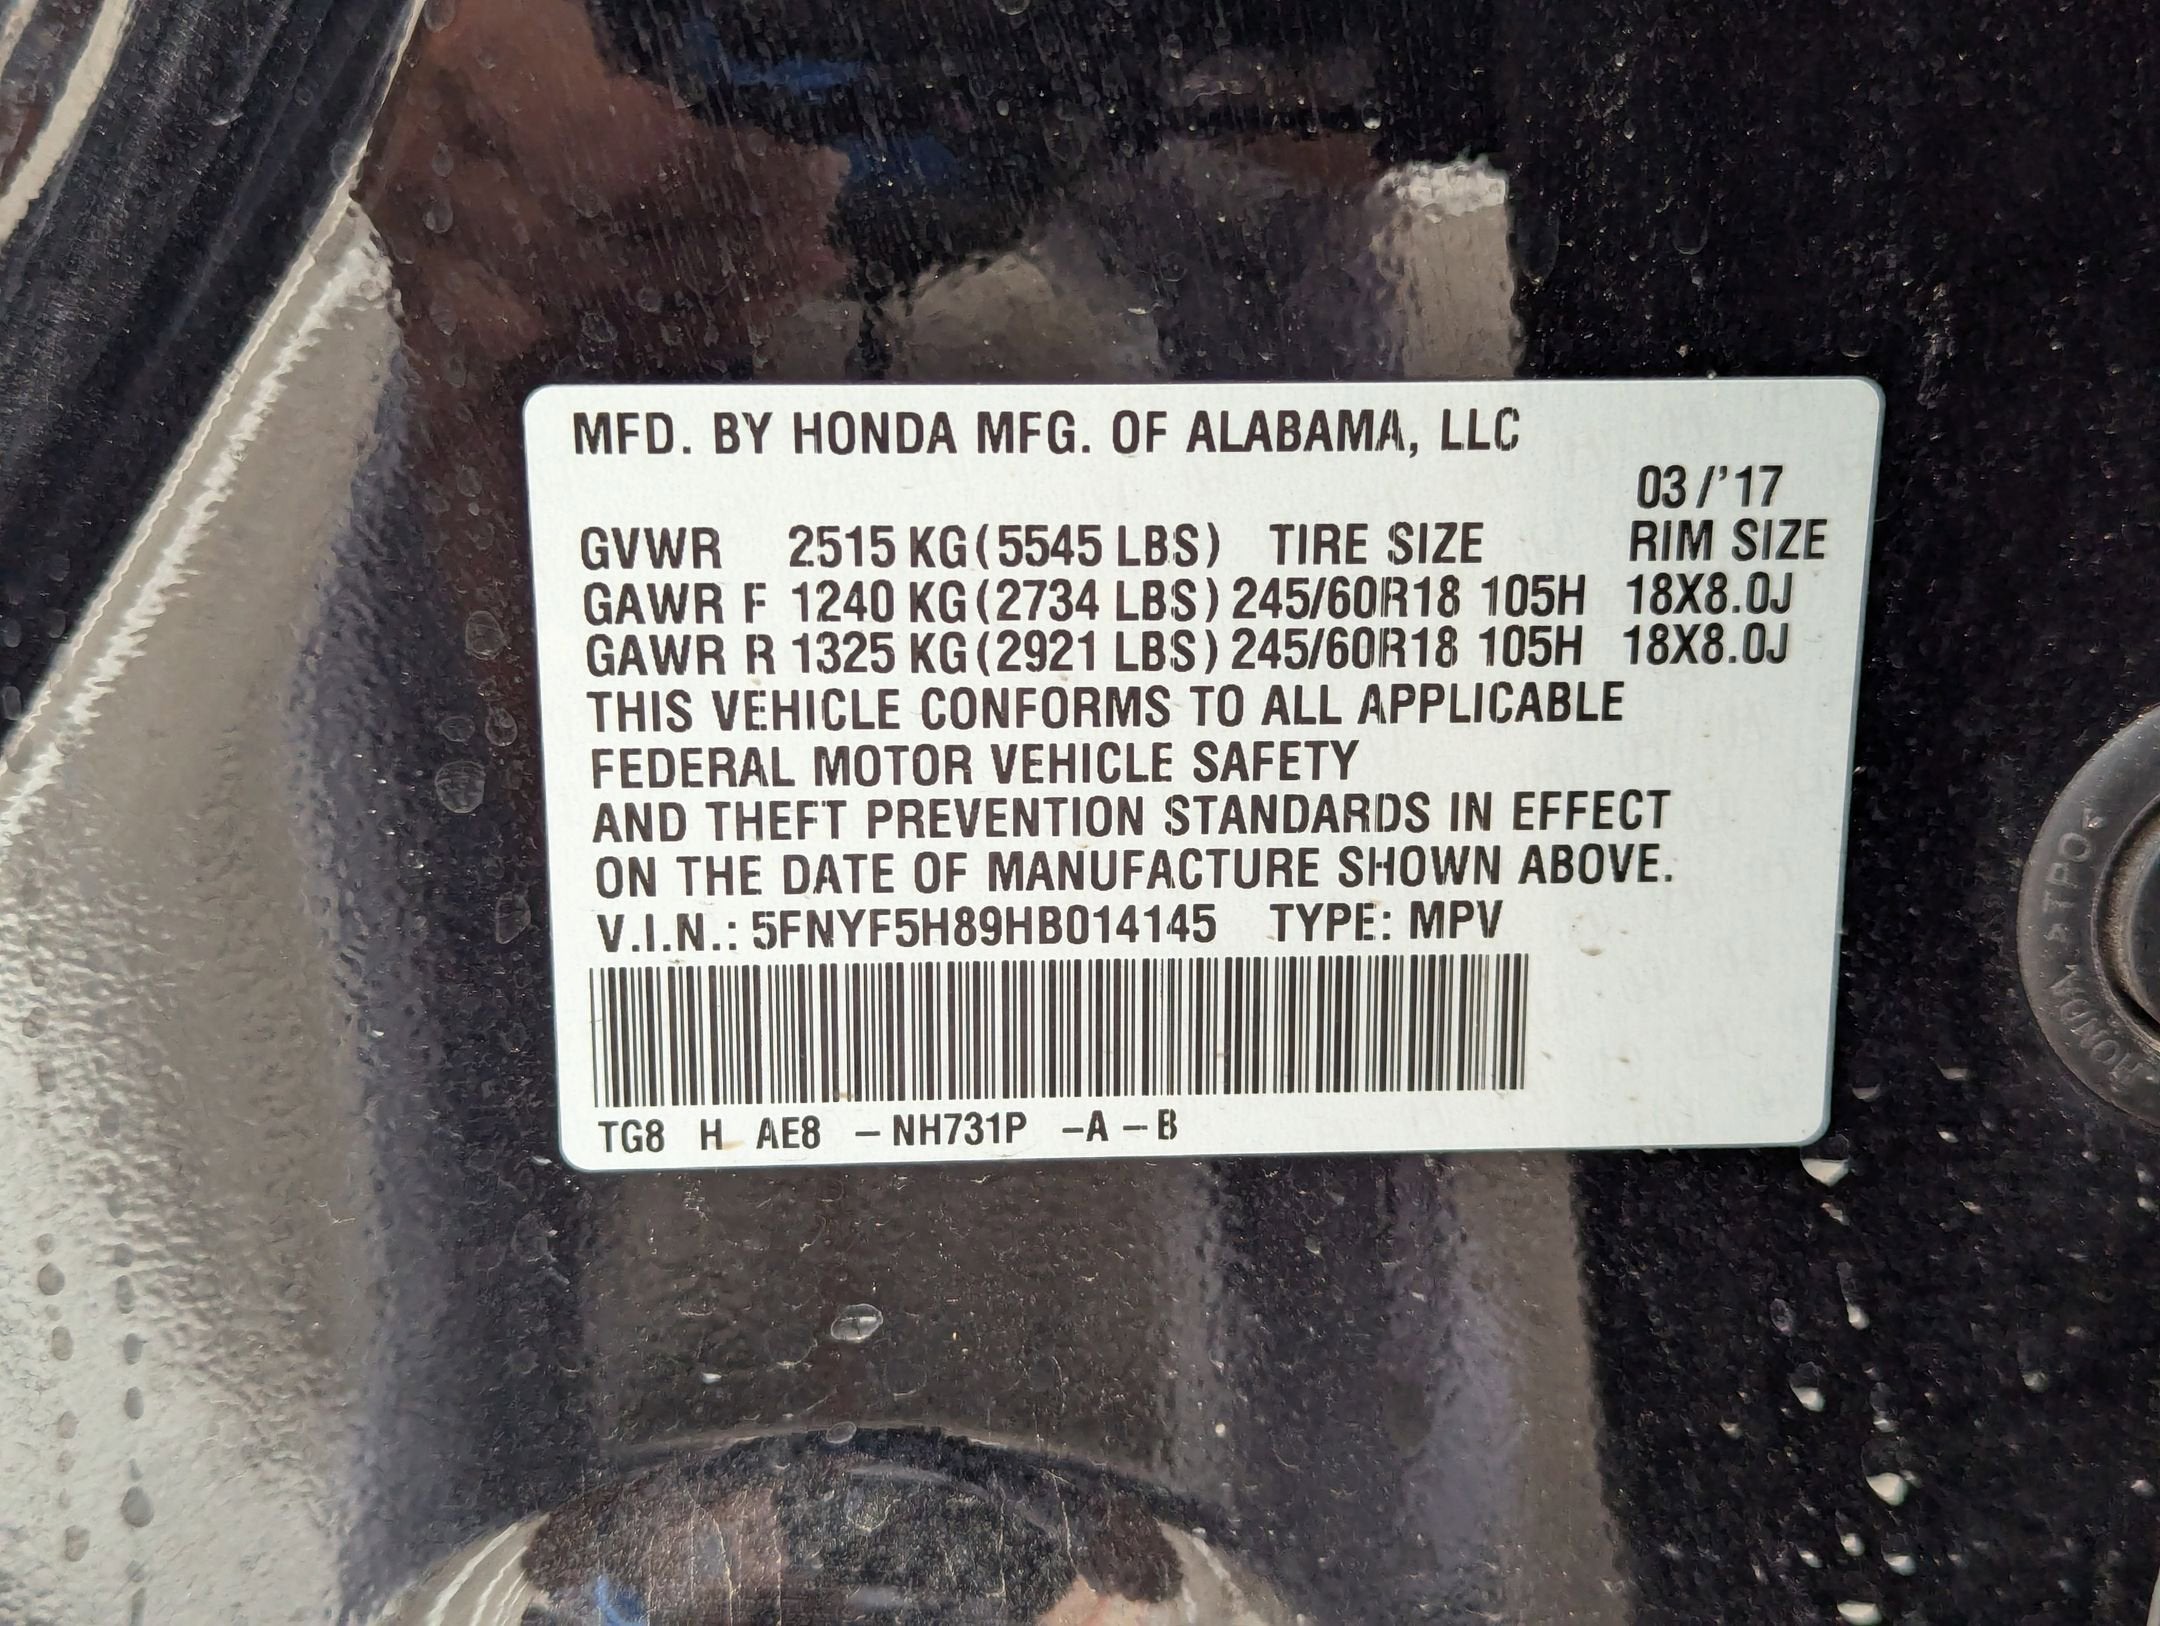 MFD. BY HONDA MFG. OF ALABAMA, LLC
03/'17
GVWR 2515 KG(5545 LBS) TIRE SIZE RIM SIZE
GAWR F 1240 KG(2734 LBS) 245/60R18 105H 18X8.0J
GAWR R 1325 KG(2921 LBS) 245/60R18 105H 18X8.0J
THIS VEHICLE CONFORMS TO ALL APPLICABLE
FEDERAL MOTOR VEHICLE SAFETY
AND THEFT PREVENTION STANDARDS IN EFFECT
ON THE DATE OF MANUFACTURE SHOWN ABOVE.
V.I.N.: 5FNYF5H89HB014145 TYPE: MPV
TG8 H AE8 -NH731P -A-B
HONDA >TPO<